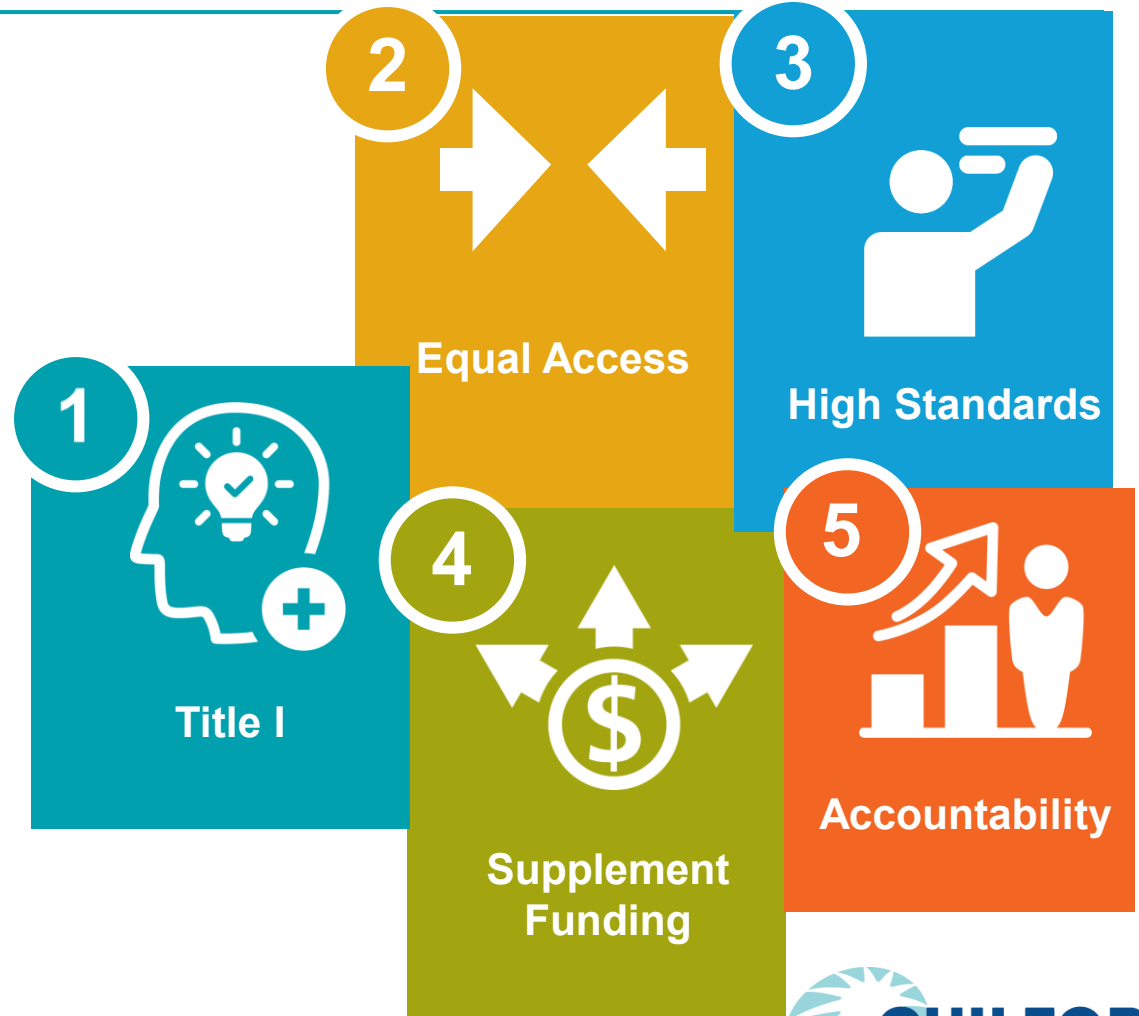 1
Title I
2
Equal Access
3
High Standards
4
$
Supplement
Funding
5
Accountability